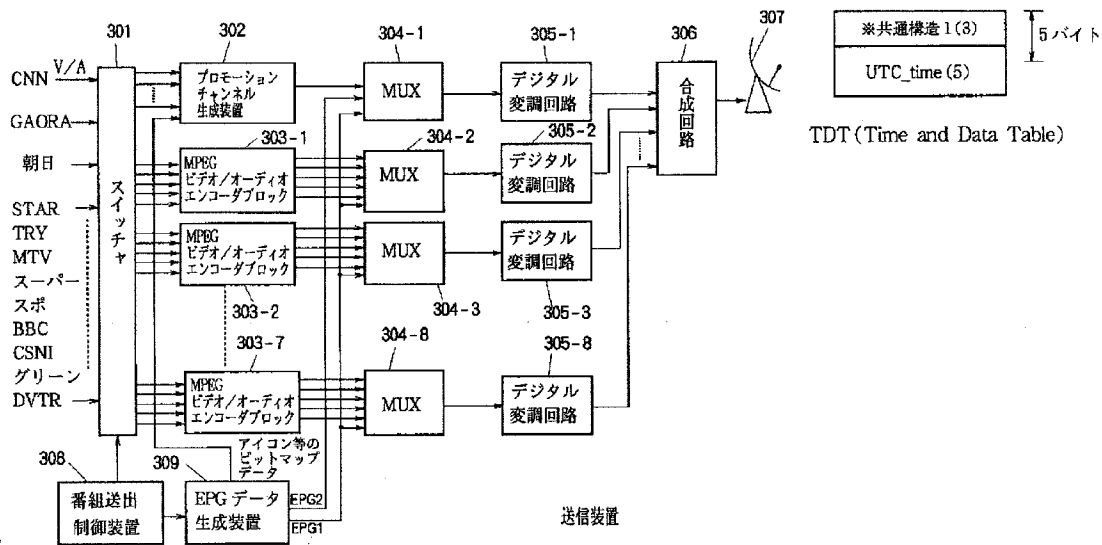 301
302
304-1
305-1
306
307
V/A
CNN
GAORA
朝日
STAR
TRY
MTV
スーパー
スポ
BBC
CSNI
グリーン
DVTR
スイッチャ
プロモーション
チャンネル
生成装置
303-1
MPEG
ビデオ/オーディオ
エンコーダブロック
MPEG
ビデオ/オーディオ
エンコーダブロック
303-2
303-7
MPEG
ビデオ/オーディオ
エンコーダブロック
MUX
304-2
MUX
MUX
304-3
304-8
MUX
デジタル
変調回路
305-2
デジタル
変調回路
デジタル
変調回路
305-3
305-8
デジタル
変調回路
合成回路
※共通構造1(3)
UTC_time(5)
5バイト
TDT(Time and Data Table)
アイコン等の
ビットマップ
データ
308
番組送出
制御装置
309
EPGデータ
生成装置
EPG2
EPG1
送信装置